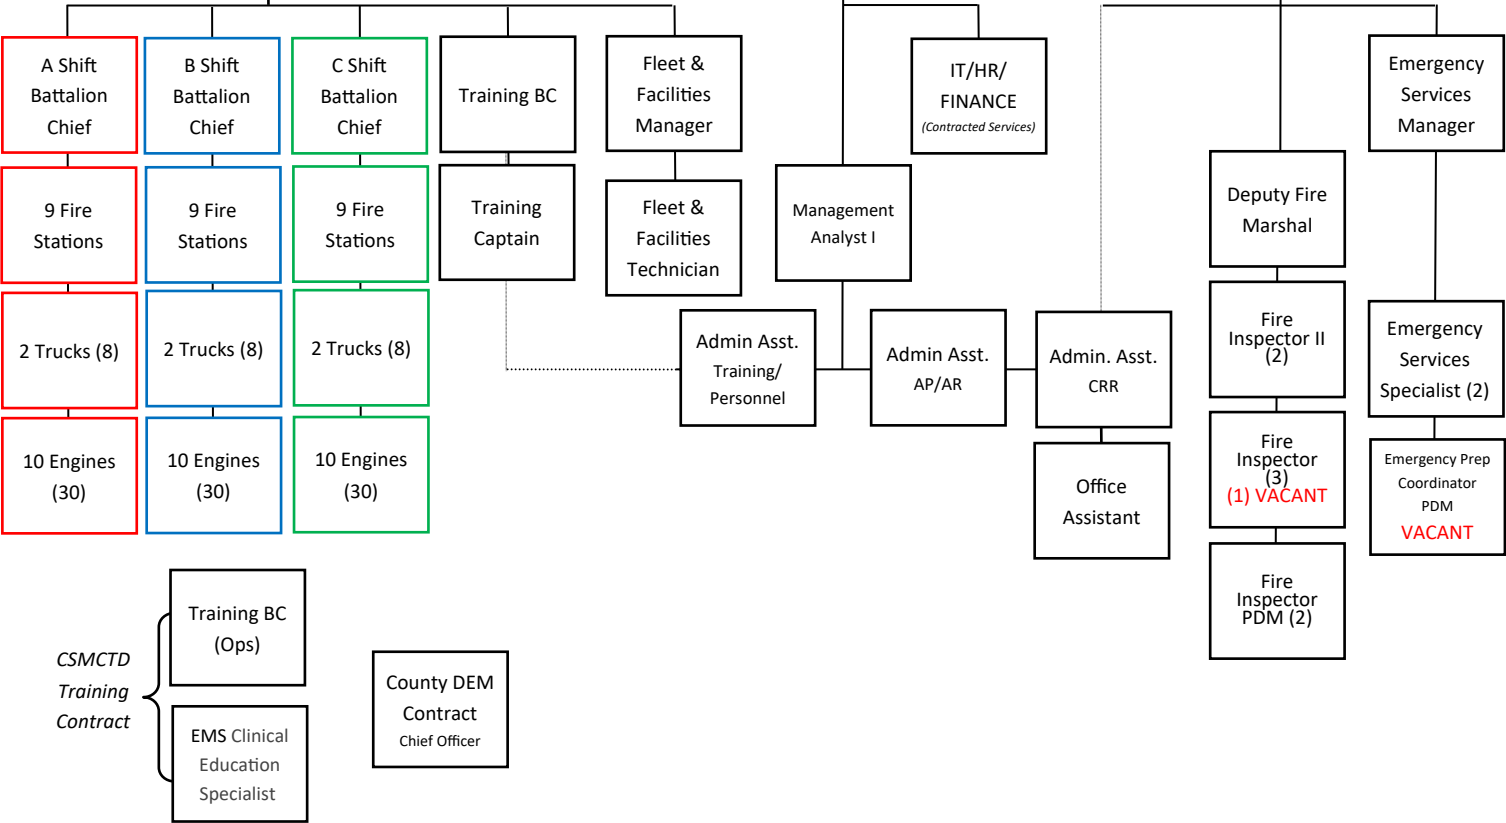 A Shift
Battalion
Chief
B Shift
Battalion
Chief
C Shift
Battalion
Chief
Training BC
Fleet &
Facilities
Manager
IT/HR/
FINANCE
(Contracted Services)
Emergency
Services
Manager
9 Fire
Stations
9 Fire
Stations
9 Fire
Stations
Training
Captain
Fleet &
Facilities
Technician
Management
Analyst I
Deputy Fire
Marshal
2 Trucks (8)
2 Trucks (8)
2 Trucks (8)
Admin Asst.
Training/
Personnel
Admin Asst.
AP/AR
Admin. Asst.
CRR
Fire
Inspector II
(2)
Emergency
Services
Specialist (2)
10 Engines
(30)
10 Engines
(30)
10 Engines
(30)
Office
Assistant
Fire
Inspector
(3)
(1) VACANT
Emergency Prep
Coordinator
PDM
VACANT
Fire
Inspector
PDM (2)
CSMCTD
Training
Contract
Training BC
(Ops)
EMS Clinical
Education
Specialist
County DEM
Contract
Chief Officer